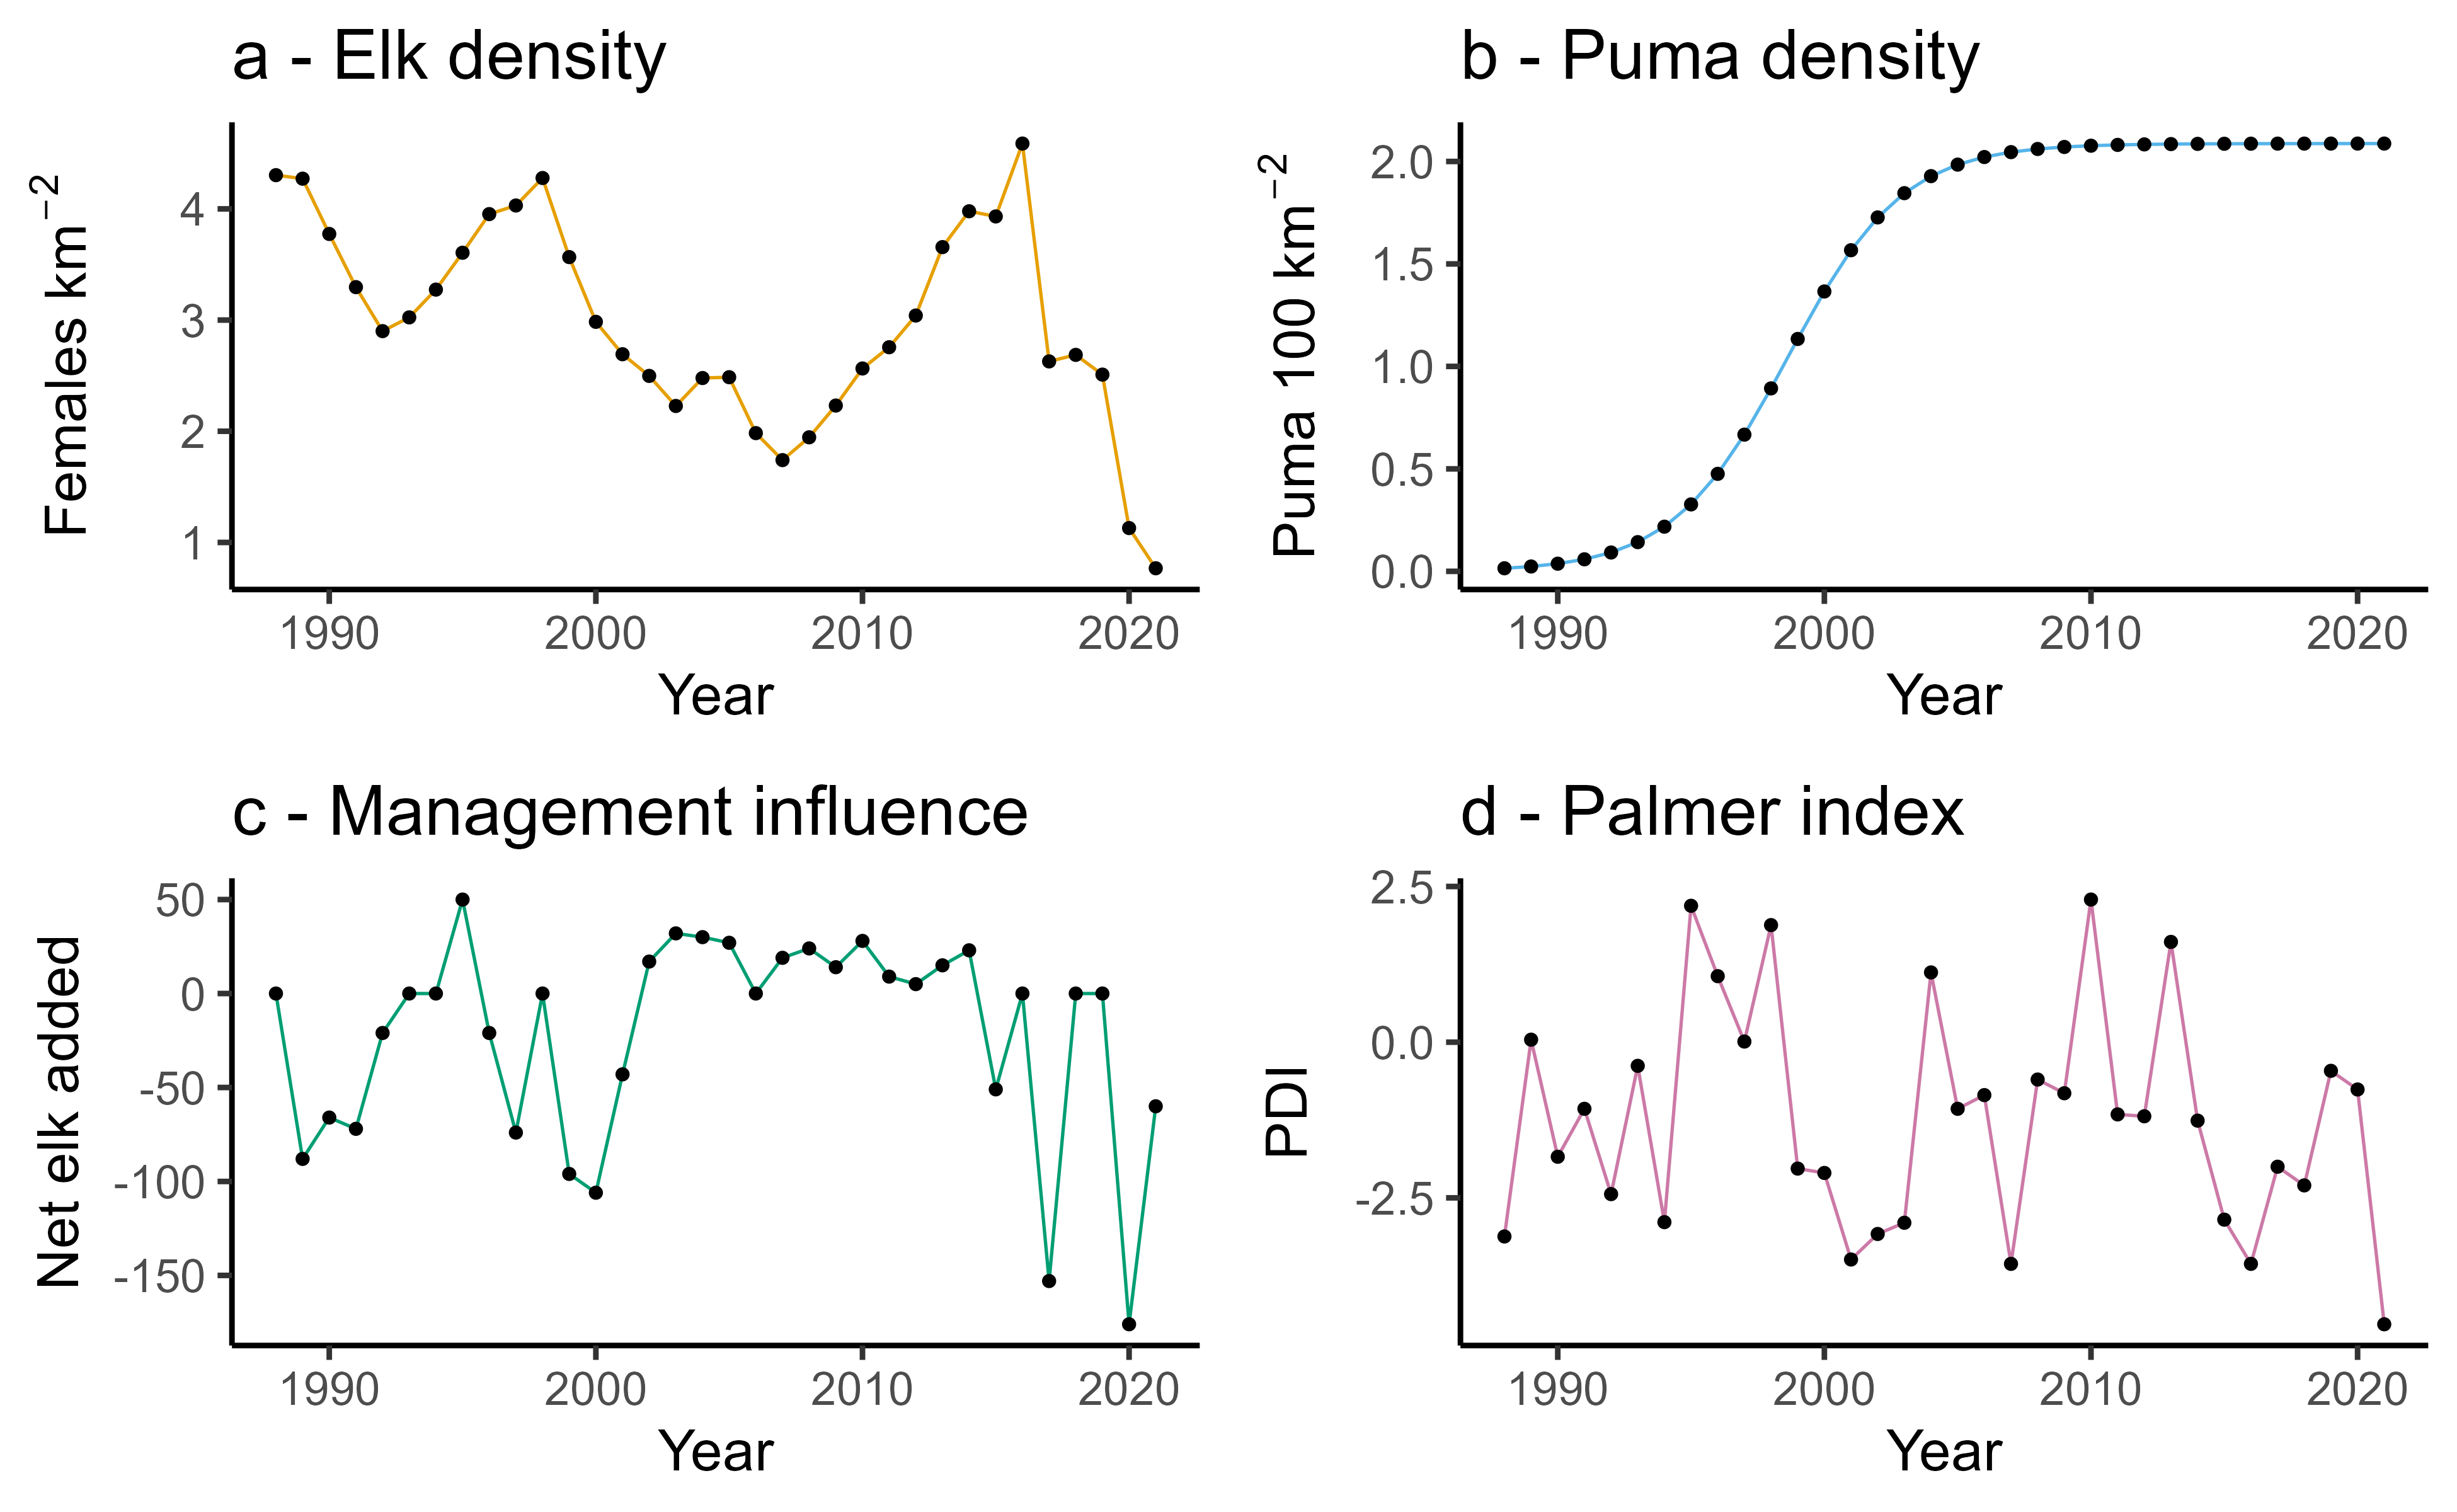 a - Elk density
Females km⁻²
4
3
2
1
1990 2000 2010 2020
Year
b - Puma density
Puma 100 km⁻²
2.0
1.5
1.0
0.5
0.0
1990 2000 2010 2020
Year
c - Management influence
Net elk added
50
0
-50
-100
-150
1990 2000 2010 2020
Year
d - Palmer index
PDI
2.5
0.0
-2.5
1990 2000 2010 2020
Year